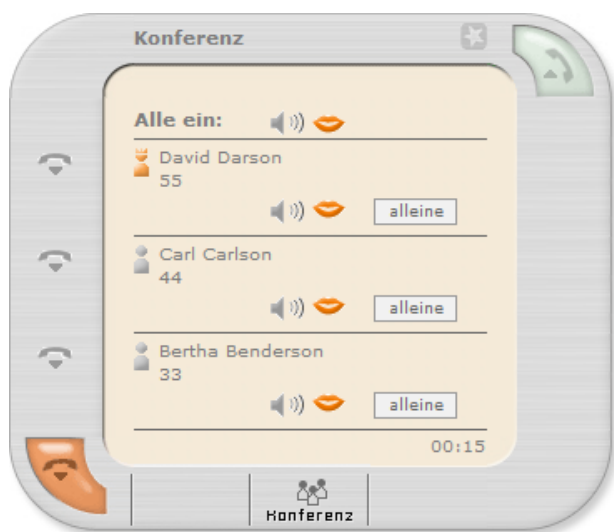 Konferenz
Alle ein:
David Darson
55
alleine
Carl Carlson
44
alleine
Bertha Benderson
33
alleine
00:15
Konferenz